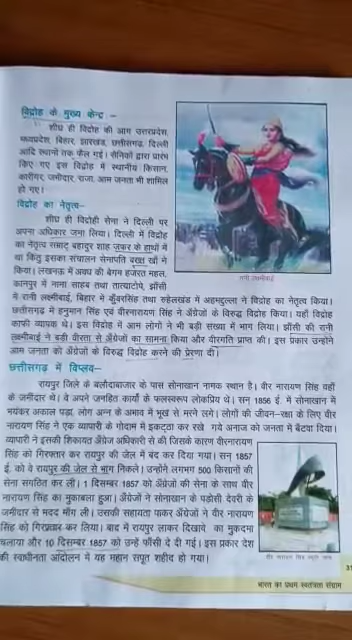 विद्रोह के मुख्य केन्द्र –
शीघ्र ही विद्रोह की आग उत्तरप्रदेश,
मध्यप्रदेश, बिहार, झारखंड, छत्तीसगढ़, दिल्ली
आदि स्थानों तक फैल गई। सैनिकों द्वारा प्रारंभ
किए गए इस विद्रोह में स्थानीय किसान,
कारीगर, जमींदार, राजा, आम जनता भी शामिल
हो गए।
विद्रोह का नेतृत्व–
शीघ्र ही विद्रोही सेना ने दिल्ली पर
अपना अधिकार जमा लिया। दिल्ली में विद्रोह
का नेतृत्व सम्राट् बहादुर शाह जफर के हाथों में
था किंतु इसका संचालन सेनापति बख्त खाँ ने
किया। लखनऊ में अवध की बेगम हजरत महल,
कानपुर में नाना साहब तथा तात्याटोपे, झाँसी
में रानी लक्ष्मीबाई, बिहार में कुँवरसिंह तथा रुहेलखंड में अहमदुल्ला ने विद्रोह का नेतृत्व किया।
रानी लक्ष्मीबाई
छत्तीसगढ़ में हनुमान सिंह एवं वीरनारायण सिंह ने अँग्रेजों के विरुद्ध विद्रोह किया। यहाँ विद्रोह
काफी व्यापक थे। इस विद्रोह में आम लोगों ने भी बड़ी संख्या में भाग लिया। झाँसी की रानी
लक्ष्मीबाई ने बड़ी वीरता से अँग्रेजों का सामना किया और वीरगति प्राप्त की। इस प्रकार उन्होंने
आम जनता को अँग्रेजों के विरुद्ध विद्रोह करने की प्रेरणा दी।
छत्तीसगढ़ में विप्लव–
रायपुर जिले के बलौदाबाजार के पास सोनाखान नामक स्थान है। वीर नारायण सिंह वहाँ
के जमींदार थे। वे अपने जनहित कार्यों के फलस्वरूप लोकप्रिय थे। सन् 1856 ई. में सोनाखान में
भयंकर अकाल पड़ा, लोग अन्न के अभाव में भूख से मरने लगे। लोगों की जीवन-रक्षा के लिए वीर
नारायण सिंह ने एक व्यापारी के गोदाम में इकट्ठा कर रखे गये अनाज को जनता में बँटवा दिया।
व्यापारी ने इसकी शिकायत अँग्रेज अधिकारी से की जिसके कारण वीरनारायण
सिंह को गिरफ्तार कर रायपुर की जेल में बंद कर दिया गया। सन् 1857
ई. को वे रायपुर की जेल से भाग निकले। उन्होंने लगभग 500 किसानों की
सेना संगठित कर ली। 1 दिसम्बर 1857 को अँग्रेजों की सेना के साथ वीर
नारायण सिंह का मुकाबला हुआ। अँग्रेजों ने सोनाखान के पड़ोसी देवरी के
जमींदार से मदद माँग ली। उसकी सहायता पाकर अँग्रेजों ने वीर नारायण
सिंह को गिरफ़्तार कर लिया। बाद में रायपुर लाकर दिखावे का मुकदमा
चलाया और 10 दिसम्बर 1857 को उन्हें फाँसी दे दी गई। इस प्रकार देश
की स्वाधीनता आंदोलन में यह महान सपूत शहीद हो गया।
वीर नारायण सिंह
भारत का प्रथम स्वतंत्रता संग्राम